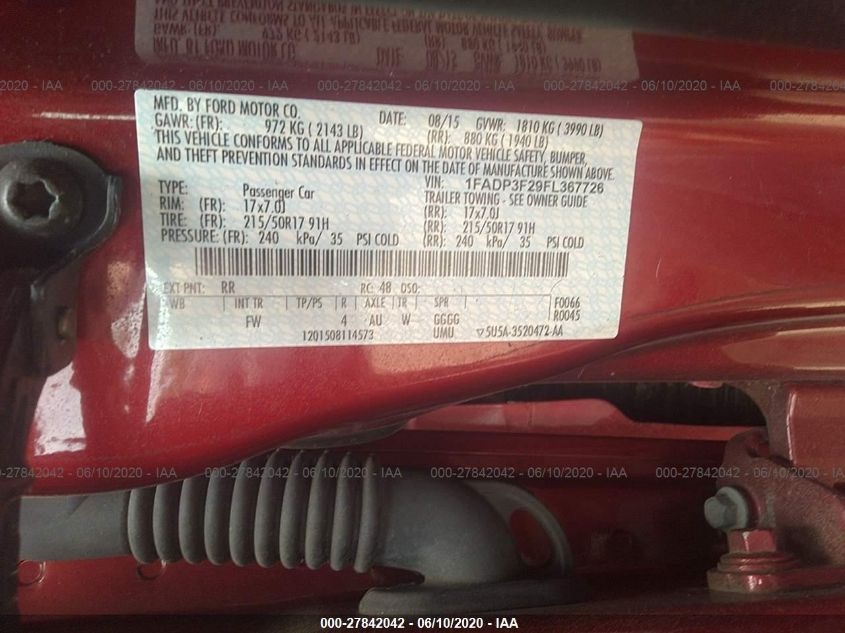 MFD. BY FORD MOTOR CO.
DATE: 08/15 GVWR: 1810 KG ( 3990 LB)
GAWR: (FR): 972 KG ( 2143 LB) (RR): 880 KG (1940 LB)
THIS VEHICLE CONFORMS TO ALL APPLICABLE FEDERAL MOTOR VEHICLE SAFETY, BUMPER,
AND THEFT PREVENTION STANDARDS IN EFFECT ON THE DATE OF MANUFACTURE SHOWN ABOVE.
VIN: 1FADP3F29FL367726
TYPE: Passenger Car TRAILER TOWING - SEE OWNER GUIDE
RIM: (FR): 17x7.0J (RR): 17x7.0J
TIRE: (FR): 215/50R17 91H (RR): 215/50R17 91H
PRESSURE: (FR): 240 kPa/ 35 PSI COLD (RR): 240 kPa/ 35 PSI COLD
EXT PNT: RR RC: 48 DSO:
WB INT TR TP/PS R AXLE TR SPR F0066
FW 4 AU W GGGG R0045
1201508114573 UMU ▽5U5A-3520472-AA
000-27842042 - 06/10/2020 - IAA